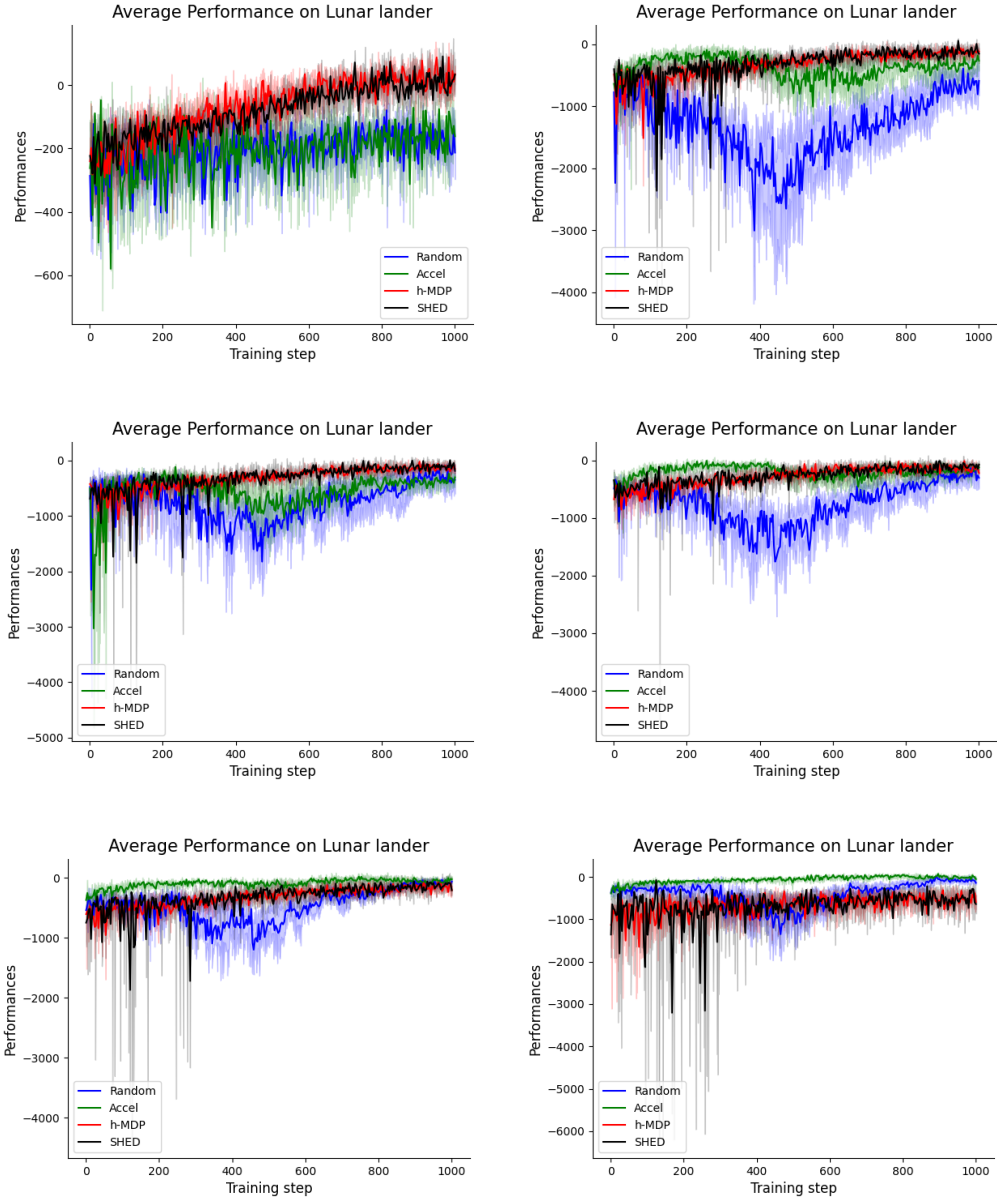 Average Performance on Lunar lander
Performances
0
−200
−400
−600
Random
Accel
h-MDP
SHED
0 200 400 600 800 1000
Training step
Average Performance on Lunar lander
Performances
0
−1000
−2000
−3000
−4000
Random
Accel
h-MDP
SHED
0 200 400 600 800 1000
Training step
Average Performance on Lunar lander
Performances
0
−1000
−2000
−3000
−4000
−5000
Random
Accel
h-MDP
SHED
0 200 400 600 800 1000
Training step
Average Performance on Lunar lander
Performances
0
−1000
−2000
−3000
−4000
Random
Accel
h-MDP
SHED
0 200 400 600 800 1000
Training step
Average Performance on Lunar lander
Performances
0
−1000
−2000
−3000
−4000
Random
Accel
h-MDP
SHED
0 200 400 600 800 1000
Training step
Average Performance on Lunar lander
Performances
0
−1000
−2000
−3000
−4000
−5000
−6000
Random
Accel
h-MDP
SHED
0 200 400 600 800 1000
Training step